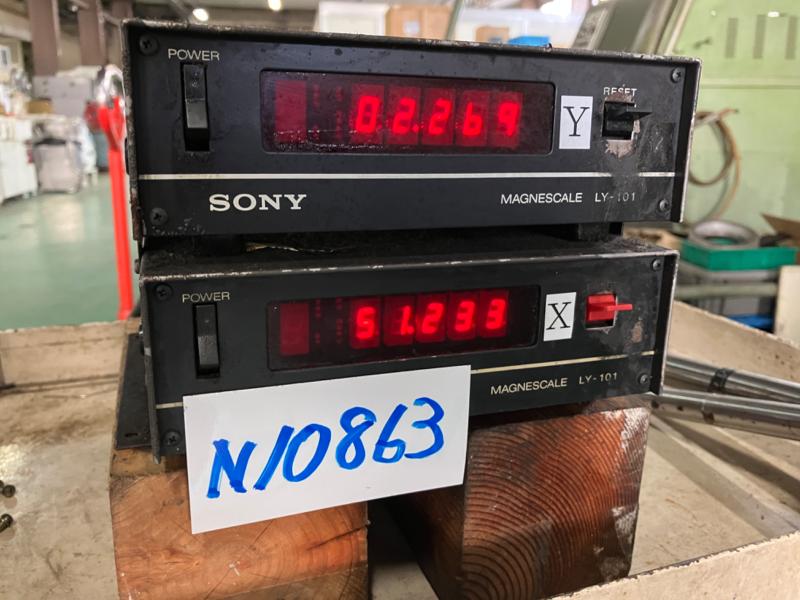 POWER
02.269
Y
RESET
SONY
MAGNESCALE LY-101
POWER
51.233
X
MAGNESCALE LY-101
N10863